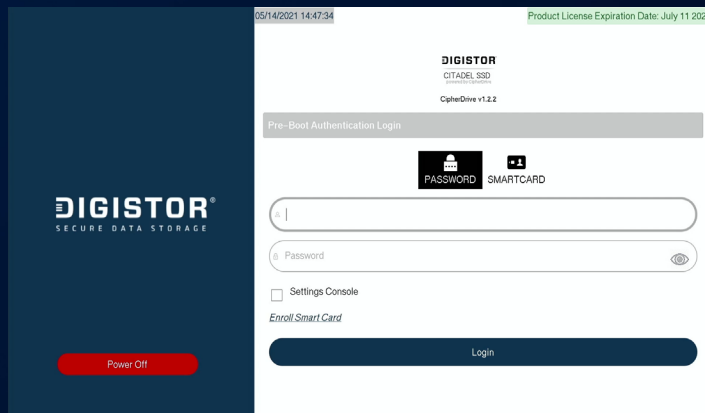 05/14/2021 14:47:34
Product License Expiration Date: July 11 202
DIGISTOR
CITADEL SSD
CipherDrive v1.2.2
Pre-Boot Authentication Login
PASSWORD
SMARTCARD
Password
Settings Console
Enroll Smart Card
Login
DIGISTOR®
SECURE DATA STORAGE
Power Off